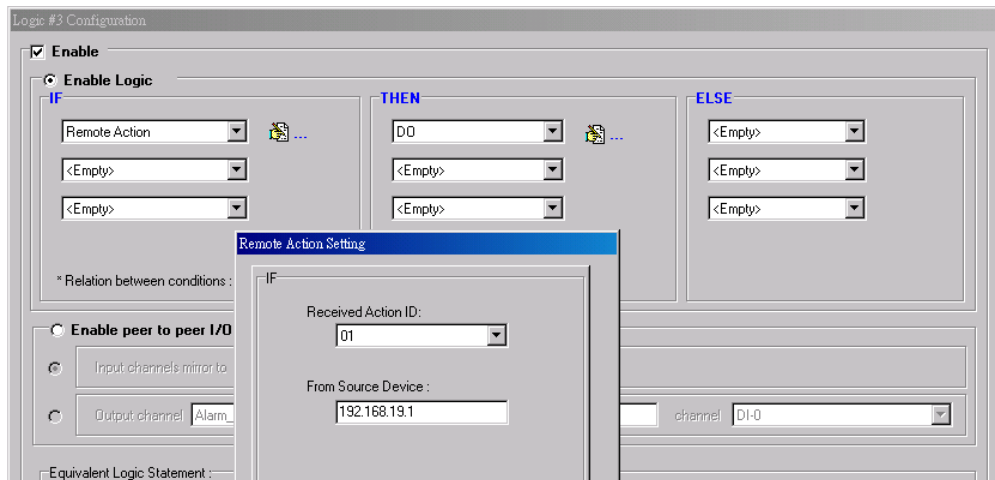 Logic #3 Configuration
Enable
Enable Logic
IF
THEN
ELSE
Remote Action
...
DO
...
<Empty>
<Empty>
<Empty>
<Empty>
<Empty>
<Empty>
<Empty>
* Relation between conditions :
Remote Action Setting
IF
Received Action ID:
01
From Source Device :
192.168.19.1
Enable peer to peer I/O
Input channels mirror to
Output channel
Alarm_
channel
DI-0
Equivalent Logic Statement :